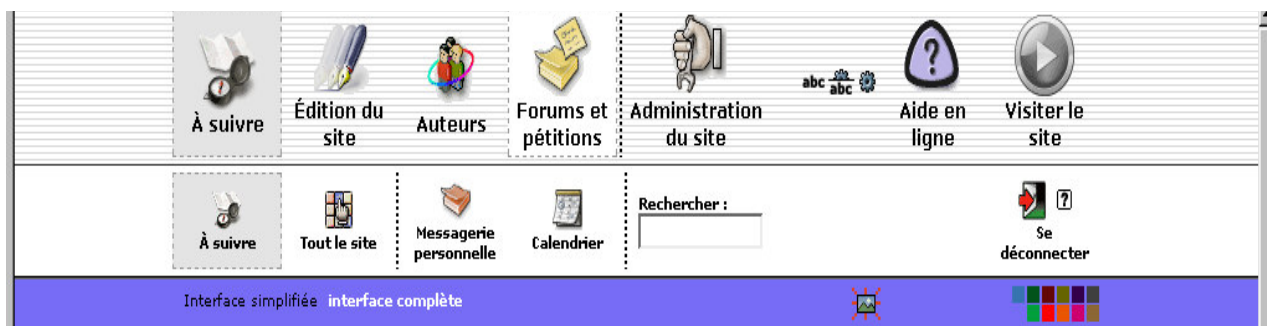 À suivre
Édition du
site
Auteurs
Forums et
pétitions
Administration
du site
abc abc
Aide en
ligne
Visiter le
site
À suivre
Tout le site
Messagerie
personnelle
Calendrier
Rechercher :
Se
déconnecter
Interface simplifiée interface complète